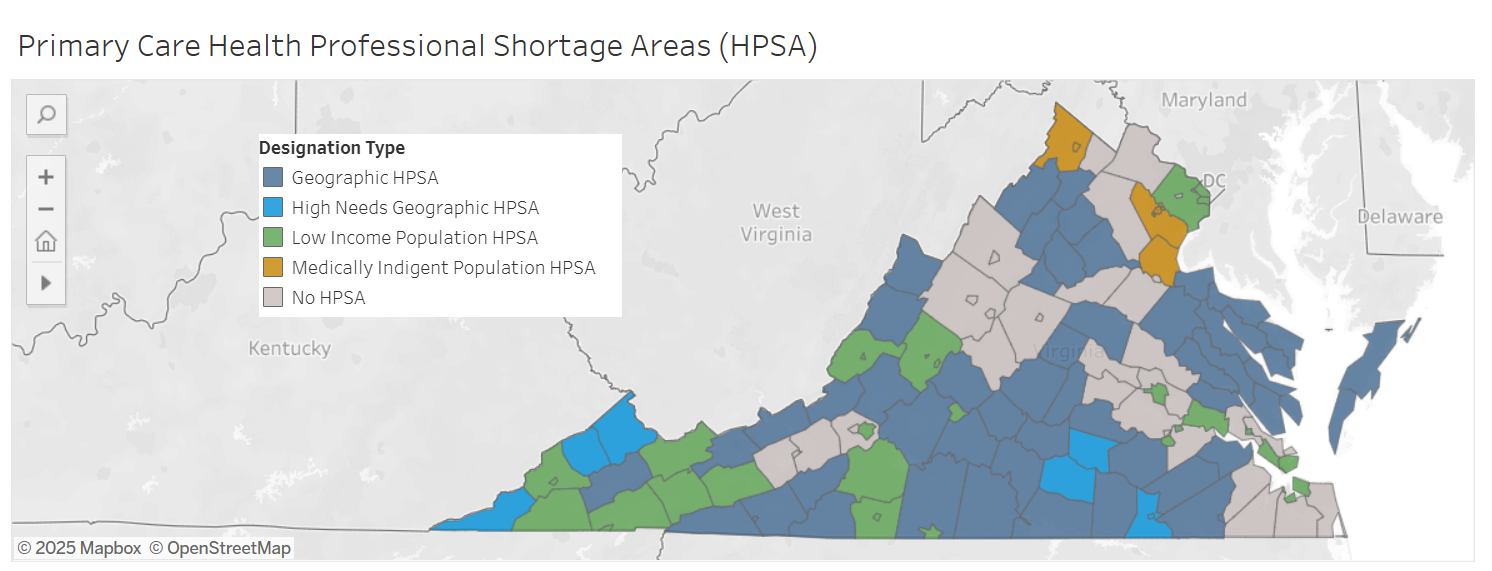 Primary Care Health Professional Shortage Areas (HPSA)
Maryland
Designation Type
Geographic HPSA
High Needs Geographic HPSA
Low Income Population HPSA
Medically Indigent Population HPSA
No HPSA
DC
West
Virginia
Delaware
Kentucky
Virginia
© 2025 Mapbox © OpenStreetMap